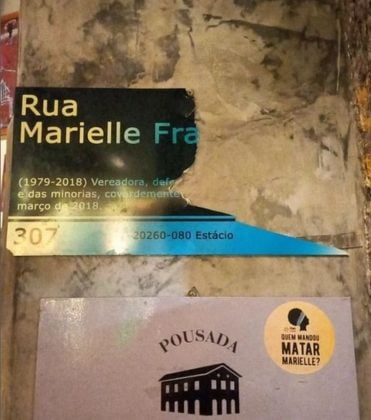 Rua
Marielle Fra
(1979-2018) Vereadora, defe
e das minorias, covardemente
março de 2018.
307
20260-080 Estácio
POUSADA
QUEM MANDOU
MATAR
MARIELLE?